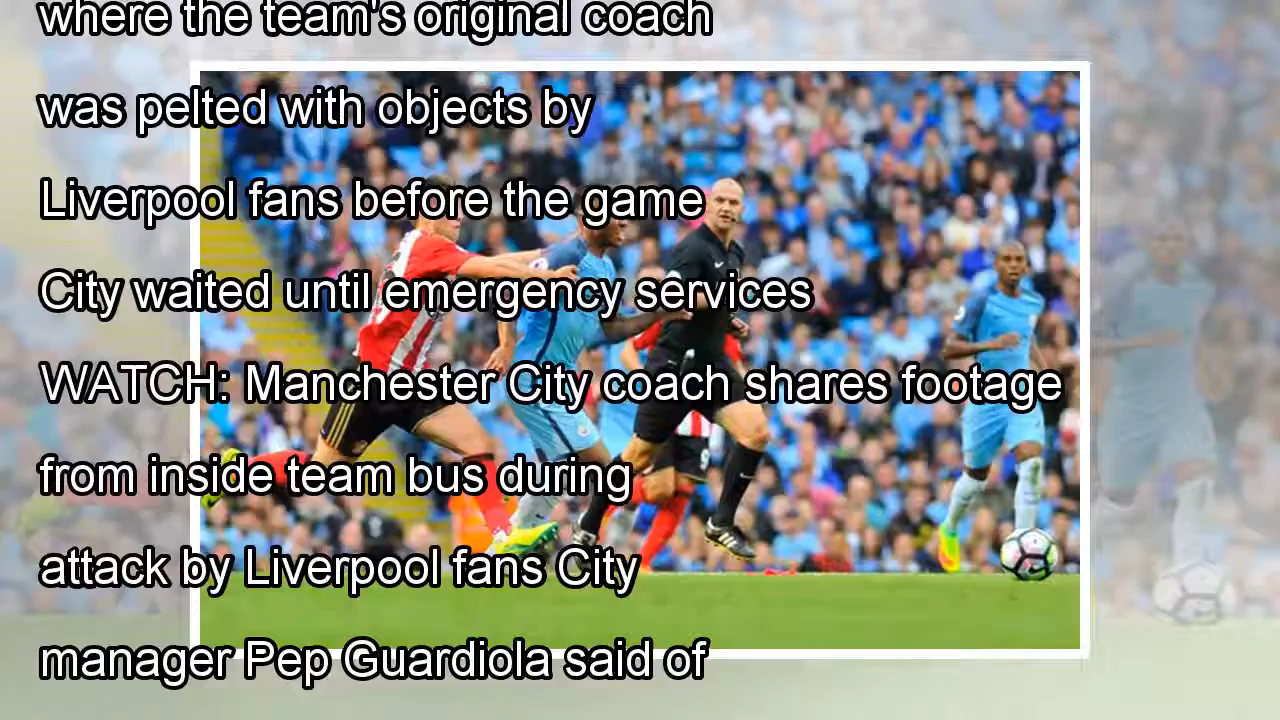 where the team's original coach
was pelted with objects by
Liverpool fans before the game
City waited until emergency services
WATCH: Manchester City coach shares footage
from inside team bus during
attack by Liverpool fans City
manager Pep Guardiola said of